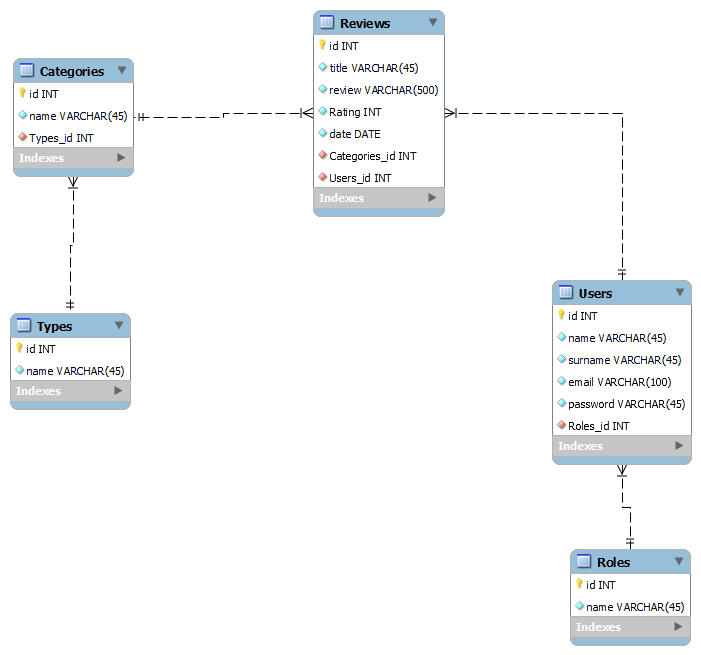 Reviews
id INT
title VARCHAR(45)
review VARCHAR(500)
Rating INT
date DATE
Categories_id INT
Users_id INT
Indexes
Categories
id INT
name VARCHAR(45)
Types_id INT
Indexes
Types
id INT
name VARCHAR(45)
Indexes
Users
id INT
name VARCHAR(45)
surname VARCHAR(45)
email VARCHAR(100)
password VARCHAR(45)
Roles_id INT
Indexes
Roles
id INT
name VARCHAR(45)
Indexes